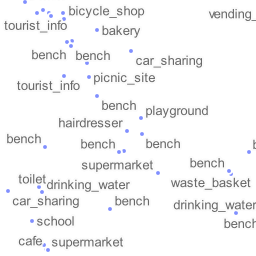 bicycle_shop
vending_
tourist_info
bakery
bench
bench
car_sharing
tourist_info
picnic_site
bench
playground
hairdresser
bench
bench
bench
supermarket
bench
toilet
drinking_water
waste_basket
car_sharing
bench
drinking_water
school
bench
cafe
supermarket